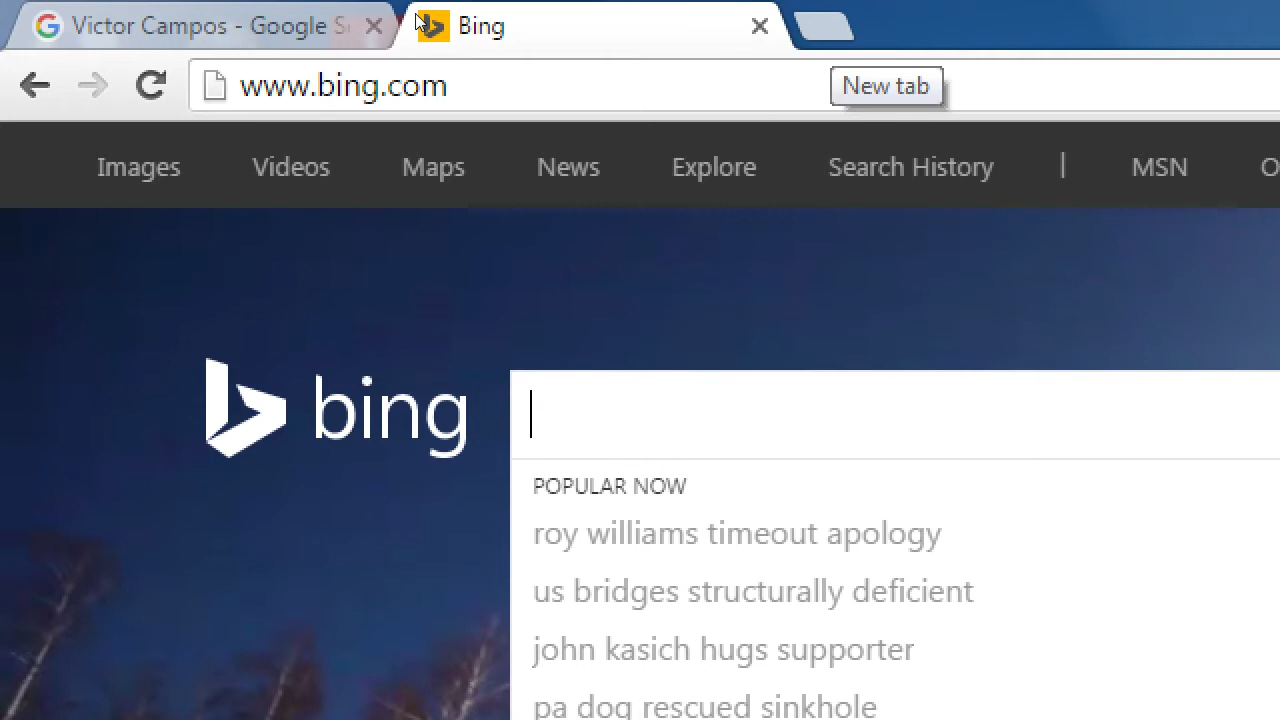 Victor Campos - Google S
Bing
www.bing.com
New tab
Images Videos Maps News Explore Search History | MSN O
bing
POPULAR NOW
roy williams timeout apology
us bridges structurally deficient
john kasich hugs supporter
pa dog rescued sinkhole